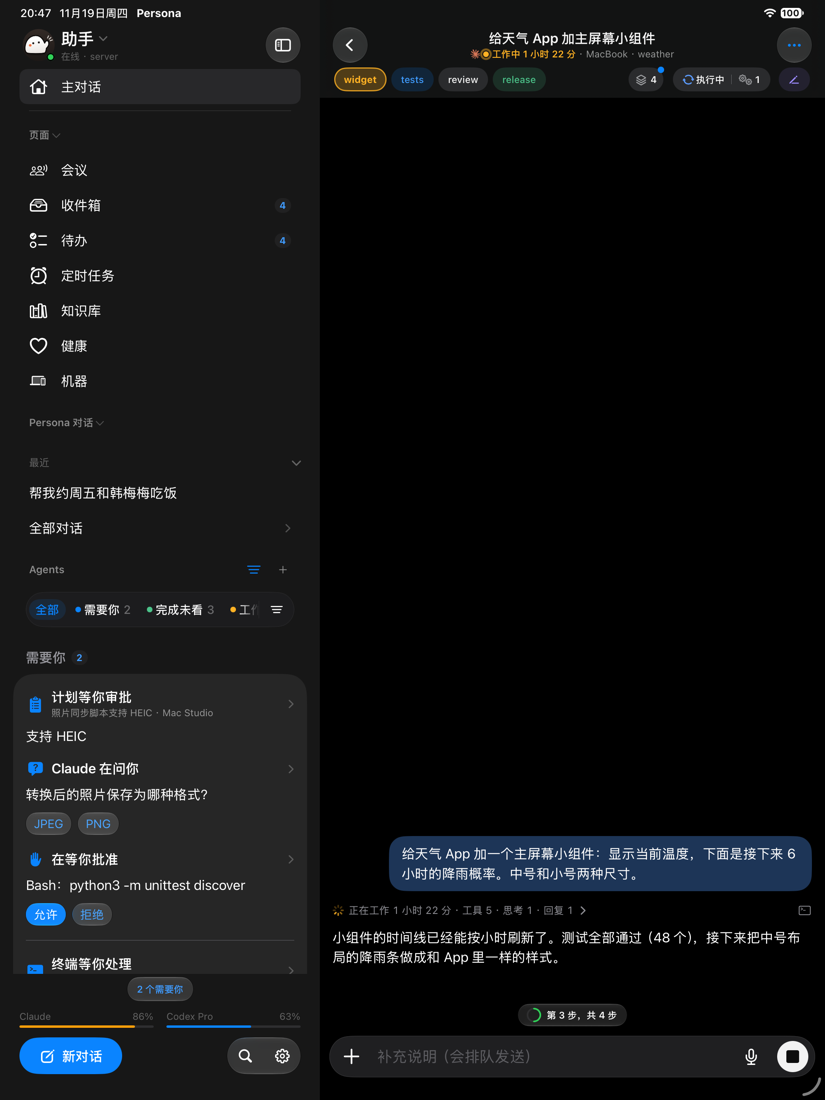 20:47 11月19日周四 Persona
100
助手
在线 · server
主对话
页面
会议
收件箱 4
待办 4
定时任务
知识库
健康
机器
Persona 对话
最近
帮我约周五和韩梅梅吃饭
全部对话
Agents
全部 需要你 2 完成未看 3 工作
需要你 2
计划等你审批
照片同步脚本支持 HEIC · Mac Studio
支持 HEIC
Claude 在问你
转换后的照片保存为哪种格式?
JPEG PNG
在等你批准
Bash：python3 -m unittest discover
允许 拒绝
终端等你处理
2 个需要你
Claude 86% Codex Pro 63%
新对话
给天气 App 加主屏幕小组件
工作中 1 小时 22 分 · MacBook · weather
widget tests review release 4 执行中 1
给天气 App 加一个主屏幕小组件：显示当前温度，下面是接下来 6
小时的降雨概率。中号和小号两种尺寸。
正在工作 1 小时 22 分 · 工具 5 · 思考 1 · 回复 1
小组件的时间线已经能按小时刷新了。测试全部通过（48 个），接下来把中号布
局的降雨条做成和 App 里一样的样式。
第 3 步，共 4 步
补充说明（会排队发送）